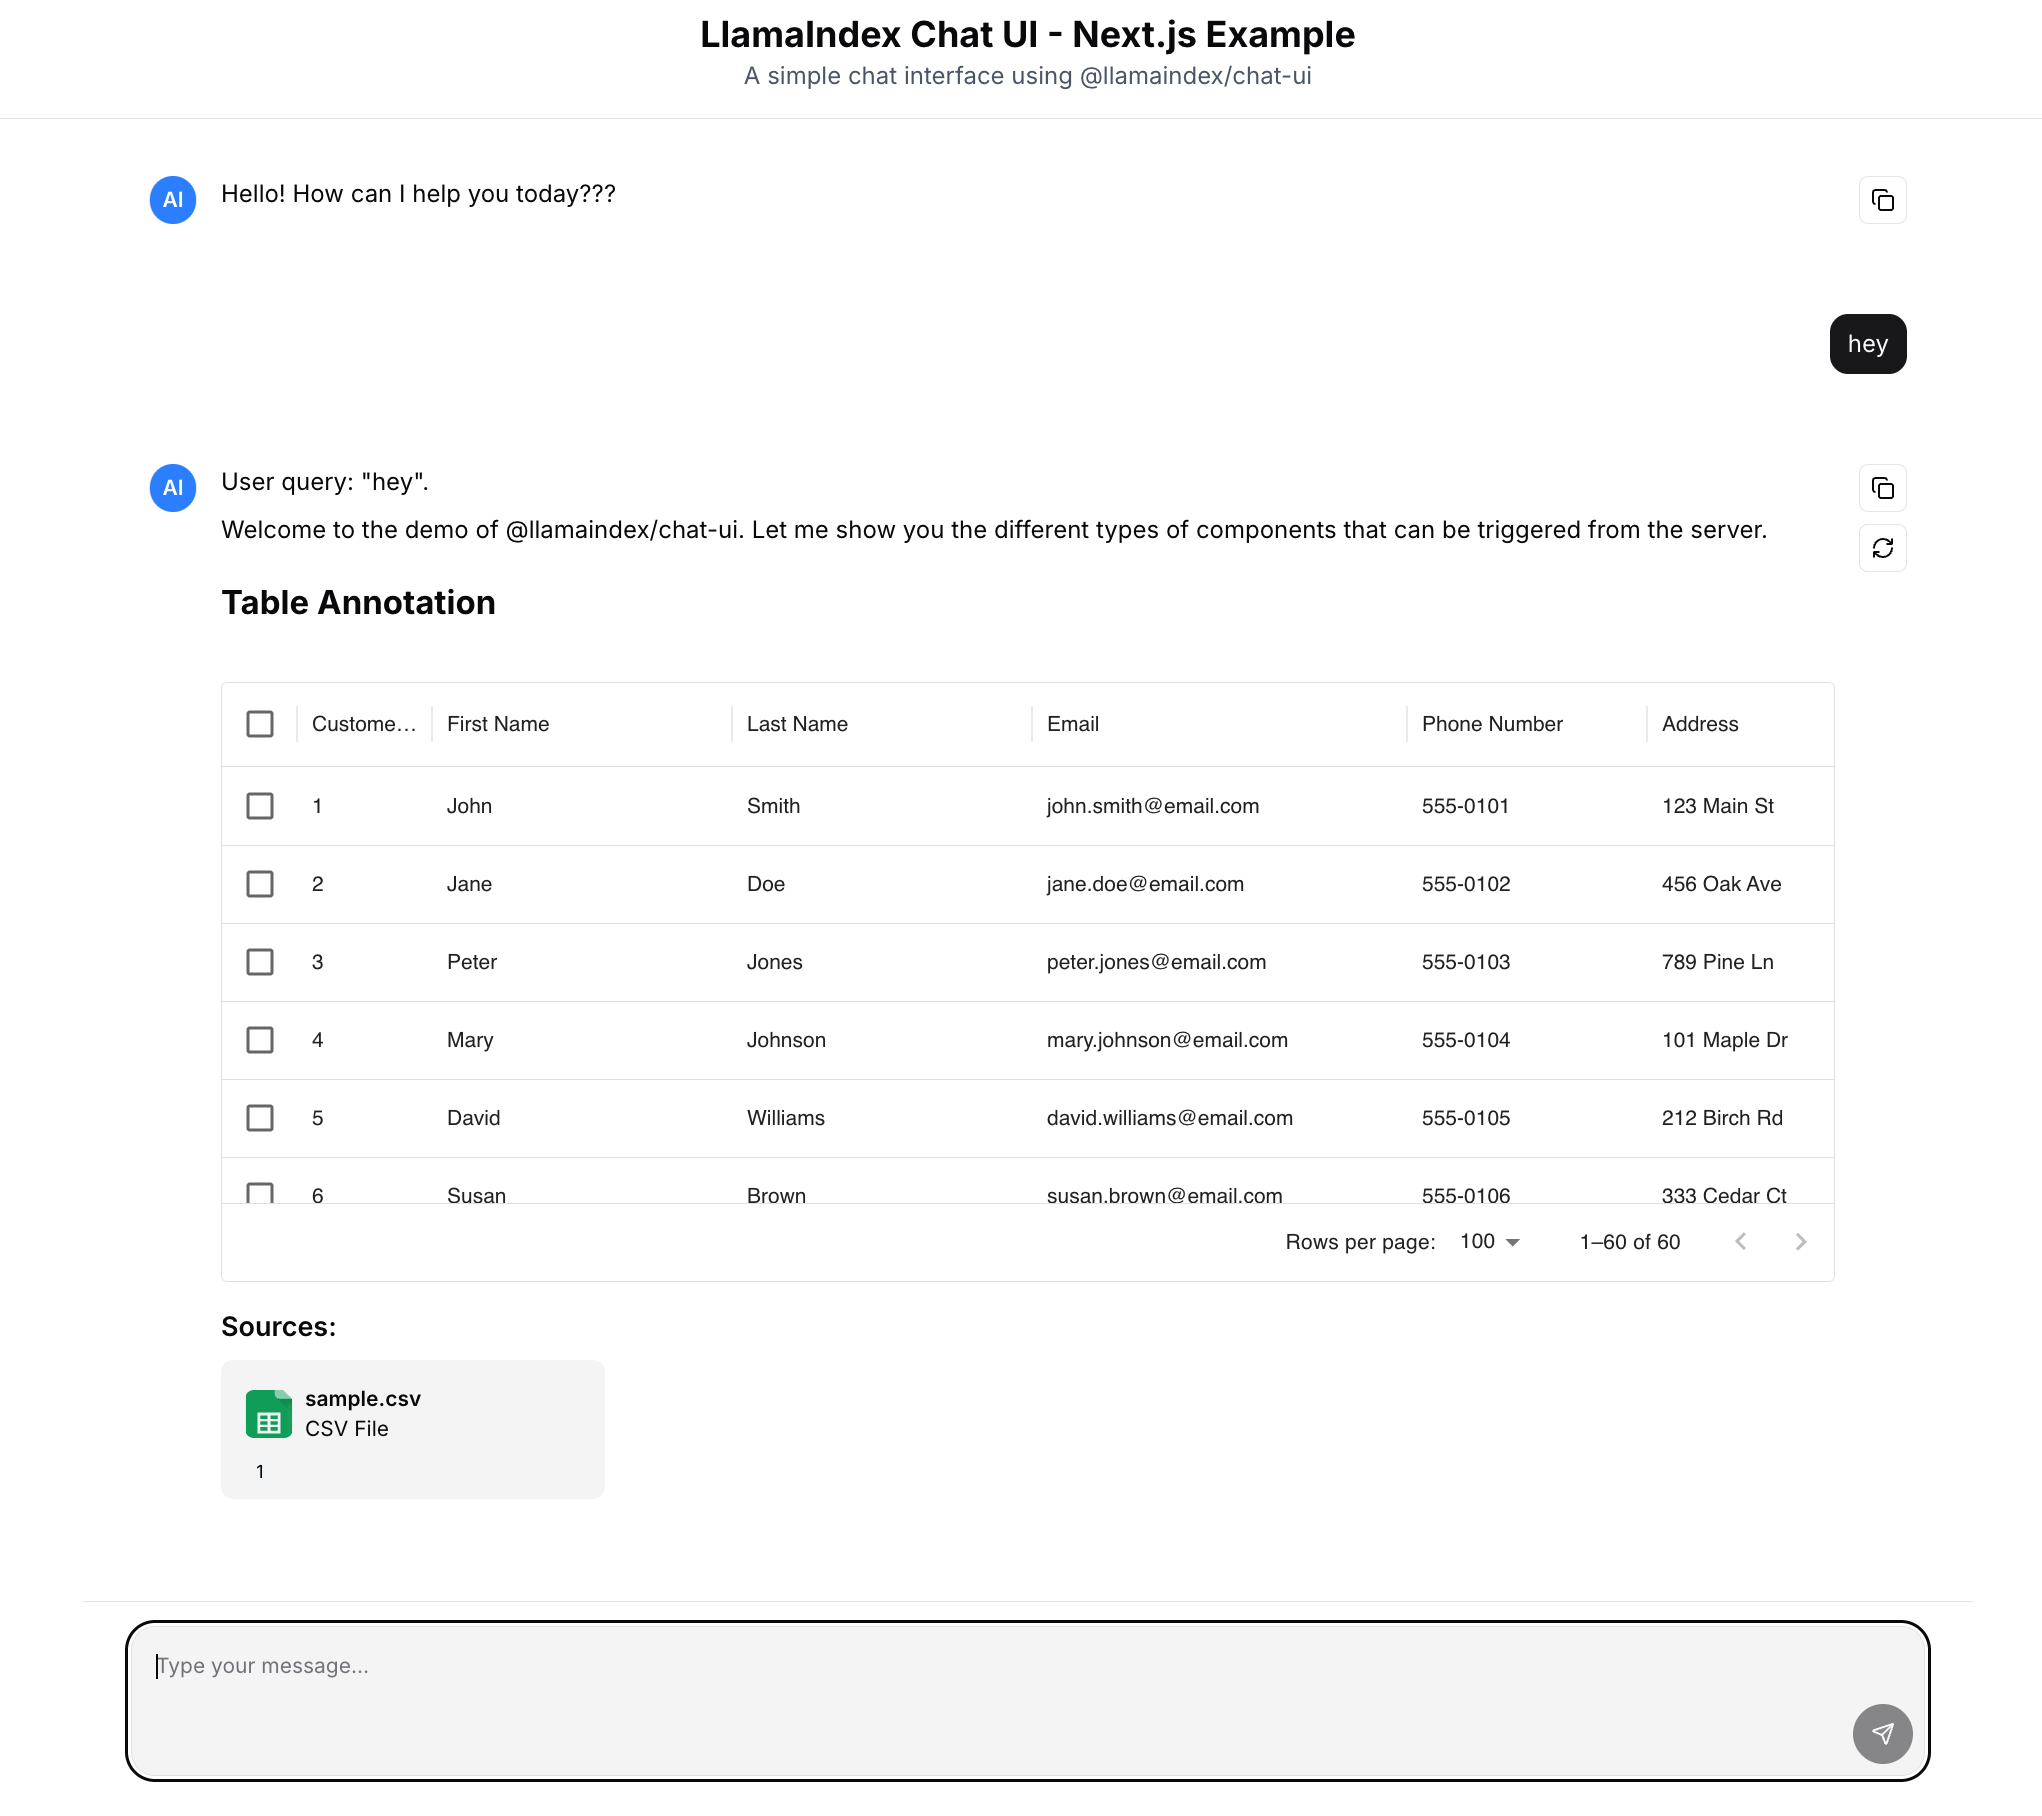 LlamaIndex Chat UI - Next.js Example
A simple chat interface using @llamaindex/chat-ui
AI
Hello! How can I help you today???
hey
AI
User query: "hey".
Welcome to the demo of @llamaindex/chat-ui. Let me show you the different types of components that can be triggered from the server.
Table Annotation
Custome... First Name Last Name Email Phone Number Address
1 John Smith john.smith@email.com 555-0101 123 Main St
2 Jane Doe jane.doe@email.com 555-0102 456 Oak Ave
3 Peter Jones peter.jones@email.com 555-0103 789 Pine Ln
4 Mary Johnson mary.johnson@email.com 555-0104 101 Maple Dr
5 David Williams david.williams@email.com 555-0105 212 Birch Rd
6 Susan Brown susan.brown@email.com 555-0106 333 Cedar Ct
Rows per page: 100 1–60 of 60
Sources:
sample.csv
CSV File
1
Type your message...